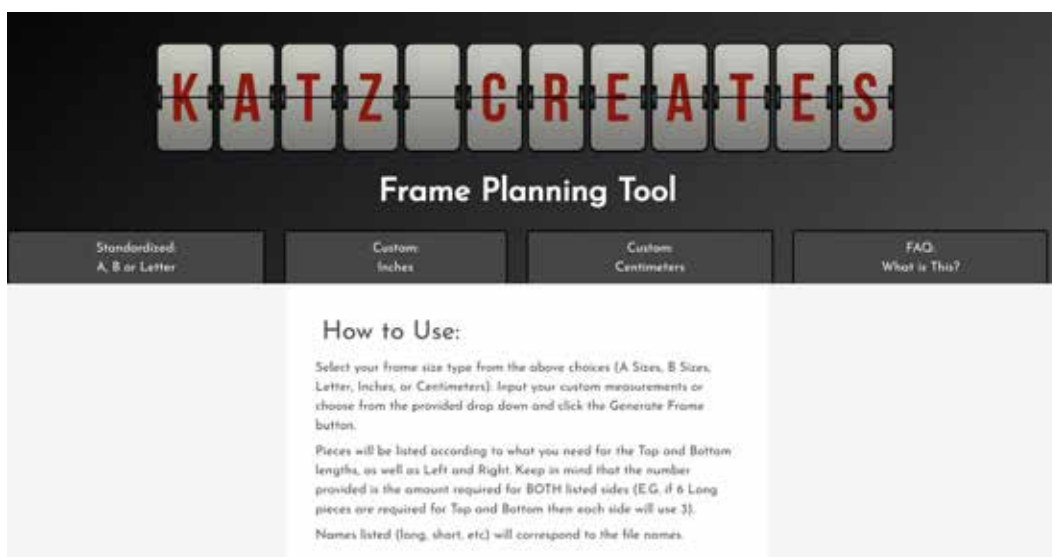 KATZ CREATES
Frame Planning Tool
Standardized:
A, B or Letter
Custom:
Inches
Custom:
Centimeters
FAQ:
What is This?
How to Use:
Select your frame size type from the above choices (A Sizes, B Sizes,
Letter, Inches, or Centimeters). Input your custom measurements or
choose from the provided drop down and click the Generate Frame
button.
Pieces will be listed according to what you need for the Top and Bottom
lengths, as well as Left and Right. Keep in mind that the number
provided is the amount required for BOTH listed sides (E.G. if 6 Long
pieces are required for Top and Bottom then each side will use 3).
Names listed (long, short, etc) will correspond to the file names.